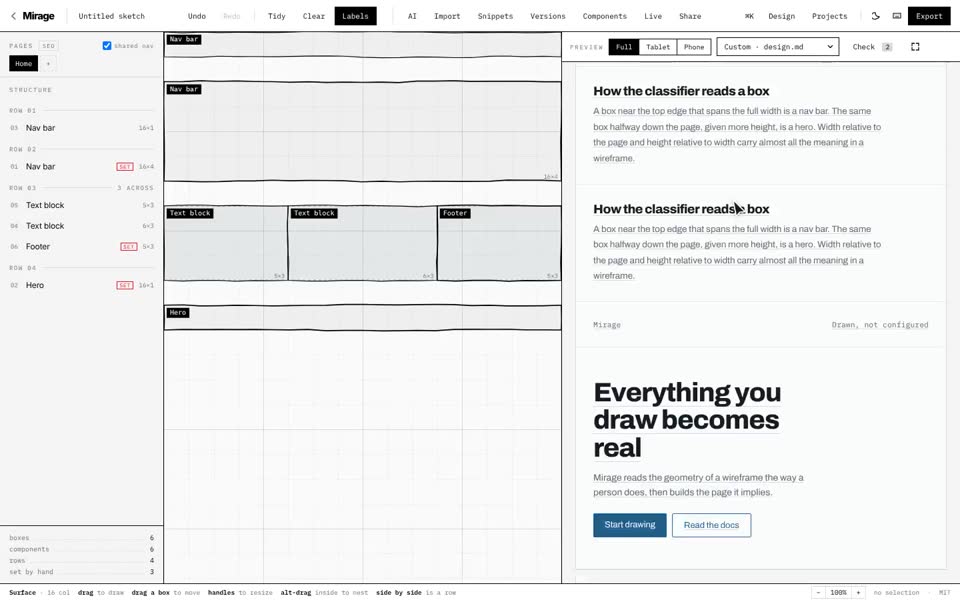 Mirage
Untitled sketch
Undo
Redo
Tidy
Clear
Labels
AI
Import
Snippets
Versions
Components
Live
Share
⌘K
Design
Projects
Export
PAGES
SEO
shared nav
Home
+
STRUCTURE
ROW 01
03 Nav bar 16×1
ROW 02
01 Nav bar SET 16×4
ROW 03 3 ACROSS
05 Text block 5×3
04 Text block 6×3
06 Footer SET 5×3
ROW 04
02 Hero SET 16×1
boxes 6
components 6
rows 4
set by hand 3
Nav bar
Nav bar
16×4
Text block
5×3
Text block
6×3
Footer
5×3
Hero
PREVIEW
Full
Tablet
Phone
Custom · design.md
Check 2
How the classifier reads a box
A box near the top edge that spans the full width is a nav bar. The same
box halfway down the page, given more height, is a hero. Width relative to
the page and height relative to width carry almost all the meaning in a
wireframe.
How the classifier reads a box
A box near the top edge that spans the full width is a nav bar. The same
box halfway down the page, given more height, is a hero. Width relative to
the page and height relative to width carry almost all the meaning in a
wireframe.
Mirage
Drawn, not configured
Everything you
draw becomes
real
Mirage reads the geometry of a wireframe the way a
person does, then builds the page it implies.
Start drawing
Read the docs
Surface · 16 col drag to draw drag a box to move handles to resize alt-drag inside to nest side by side is a row
− 100% +
no selection · MIT